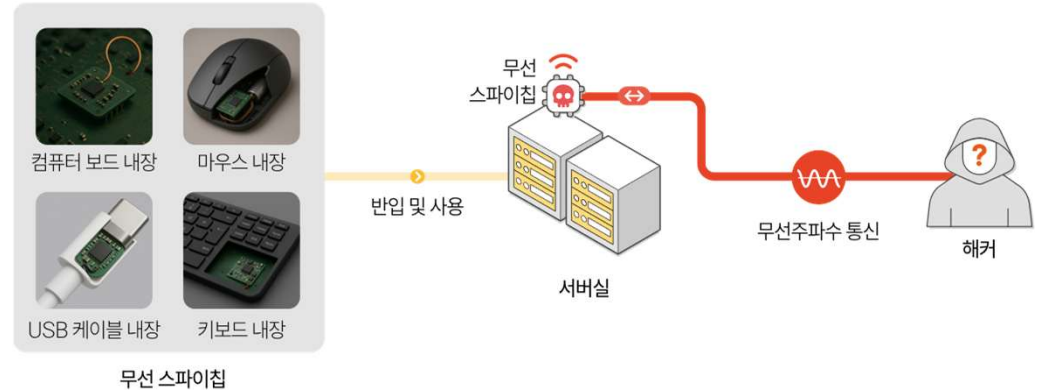 컴퓨터 보드 내장
마우스 내장
USB 케이블 내장
키보드 내장
무선 스파이칩
반입 및 사용
무선
스파이칩
서버실
무선주파수 통신
?
해커